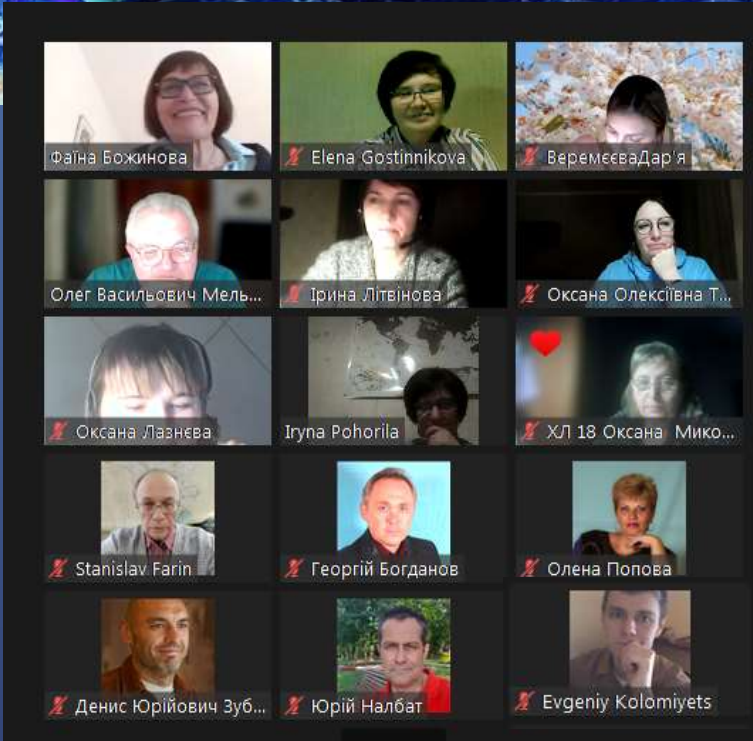 Фаїна Божинова
Elena Gostinnikova
ВеремєєваДар'я
Олег Васильович Мель...
Ірина Літвінова
Оксана Олексіївна Т...
Оксана Лазнєва
Iryna Pohorila
ХЛ 18 Оксана Мико...
Stanislav Farin
Георгій Богданов
Олена Попова
Денис Юрійович Зуб...
Юрій Налбат
Evgeniy Kolomiyets